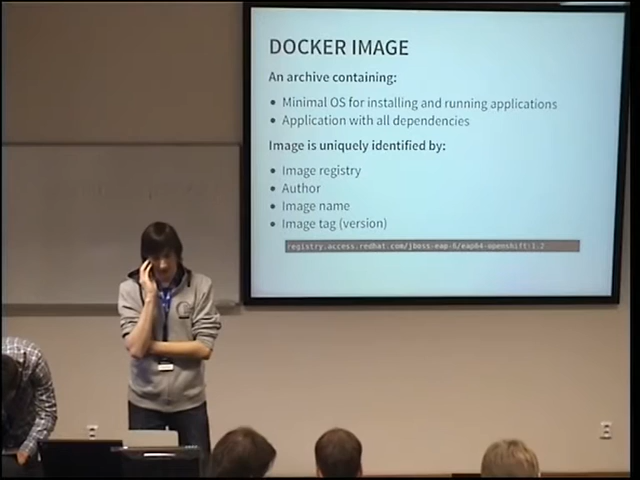 DOCKER IMAGE
An archive containing:
• Minimal OS for installing and running applications
• Application with all dependencies
Image is uniquely identified by:
• Image registry
• Author
• Image name
• Image tag (version)
registry.access.redhat.com/jboss-eap-6/eap64-openshift:1.2